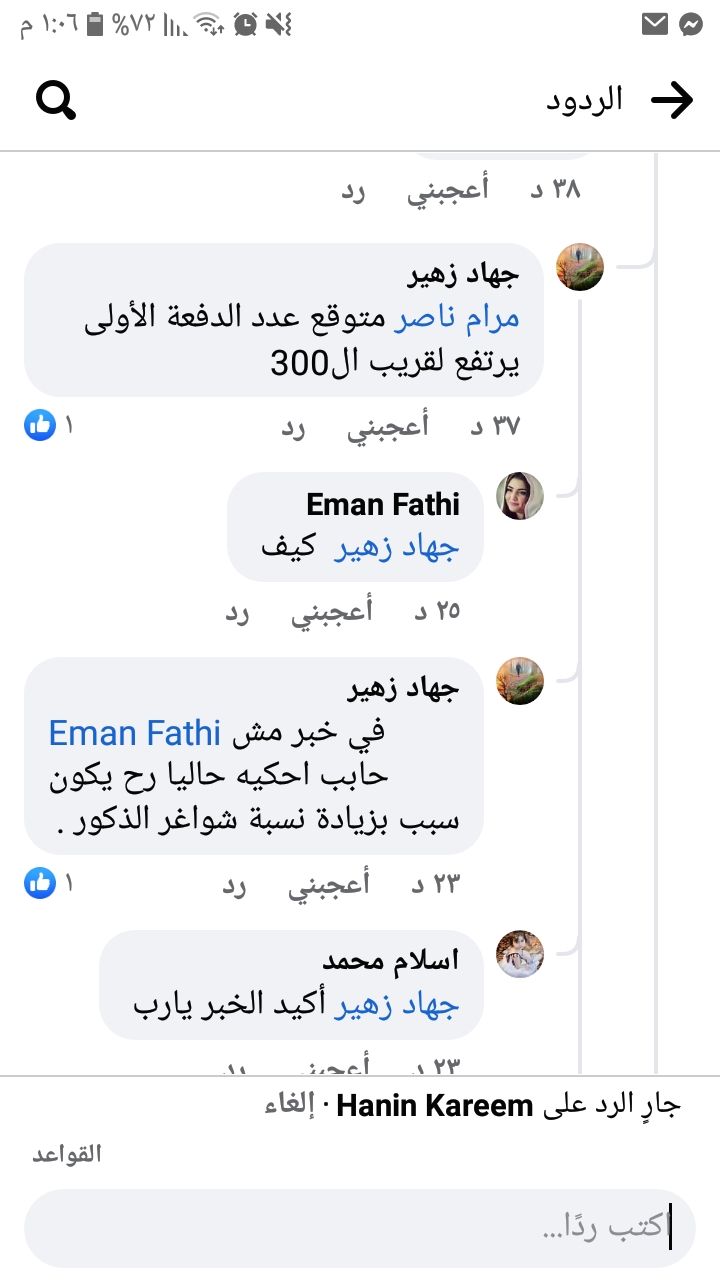 ١:٠٦ م ٧٢%
الردود
٣٨ د أعجبني رد
جهاد زهير
مرام ناصر متوقع عدد الدفعة الأولى
يرتفع لقريب ال300
٣٧ د أعجبني رد ١
Eman Fathi
جهاد زهير كيف
٢٥ د أعجبني رد
جهاد زهير
Eman Fathi في خبر مش
حابب احكيه حاليا رح يكون
سبب بزيادة نسبة شواغر الذكور .
٢٣ د أعجبني رد ١
اسلام محمد
جهاد زهير أكيد الخبر يارب
٢٣ د أعجبني رد
جارٍ الرد على Hanin Kareem · إلغاء
القواعد
اكتب ردًا...